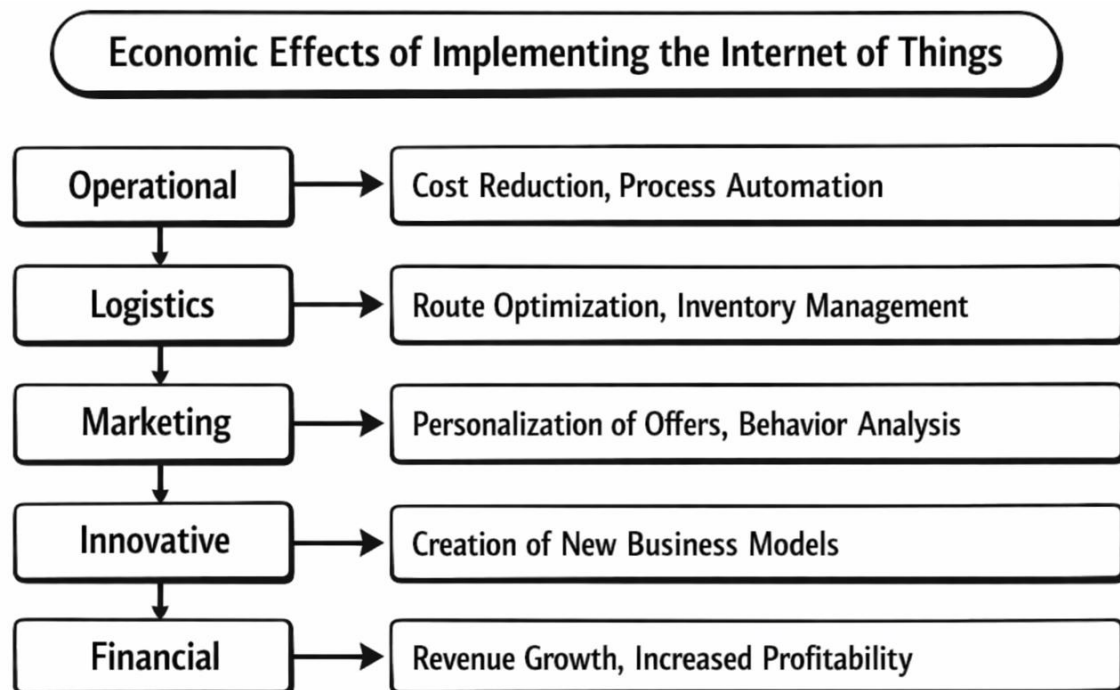 Economic Effects of Implementing the Internet of Things
Operational
Cost Reduction, Process Automation
Logistics
Route Optimization, Inventory Management
Marketing
Personalization of Offers, Behavior Analysis
Innovative
Creation of New Business Models
Financial
Revenue Growth, Increased Profitability